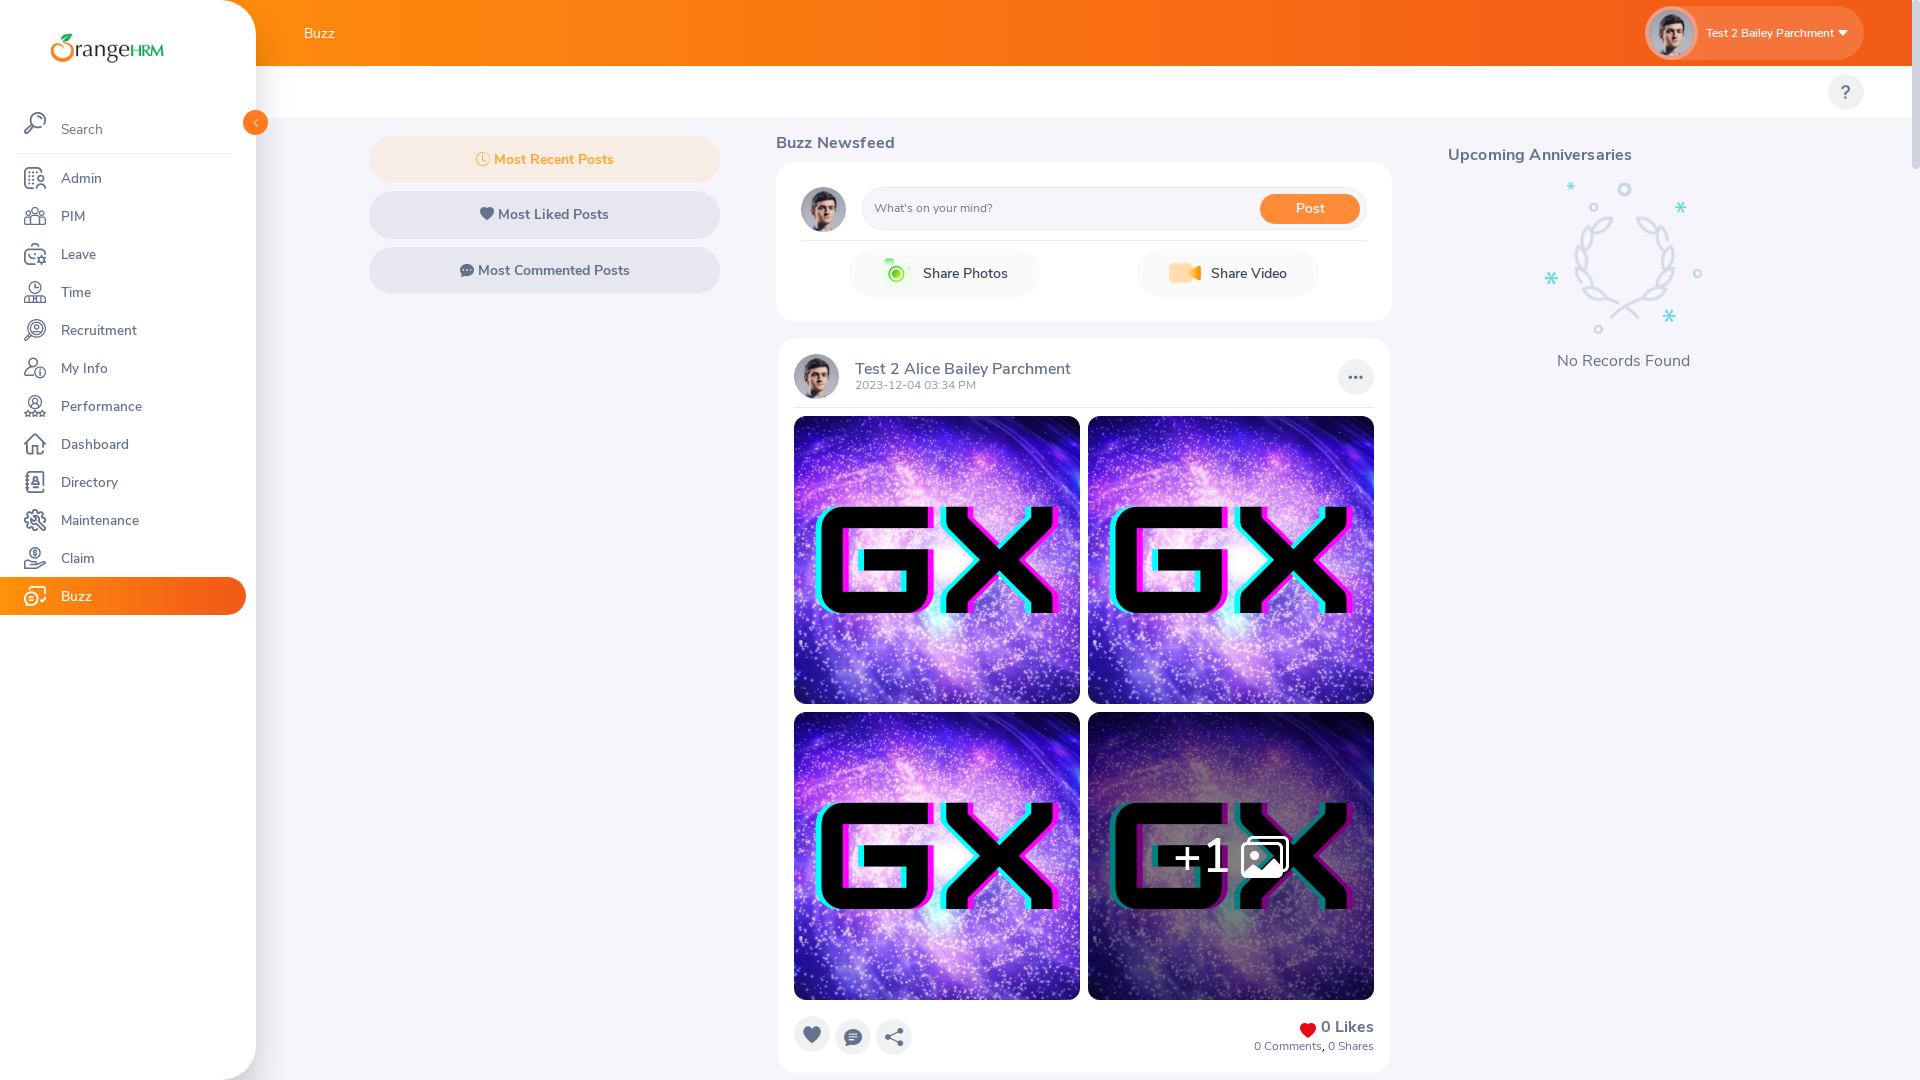 OrangeHRM
Search
Admin
PIM
Leave
Time
Recruitment
My Info
Performance
Dashboard
Directory
Maintenance
Claim
Buzz
Buzz
Test 2 Bailey Parchment
?
Most Recent Posts
Most Liked Posts
Most Commented Posts
Buzz Newsfeed
What's on your mind?
Post
Share Photos
Share Video
Test 2 Alice Bailey Parchment
2023-12-04 03:34 PM
GX
GX
GX
GX
+1
0 Likes
0 Comments, 0 Shares
Upcoming Anniversaries
No Records Found